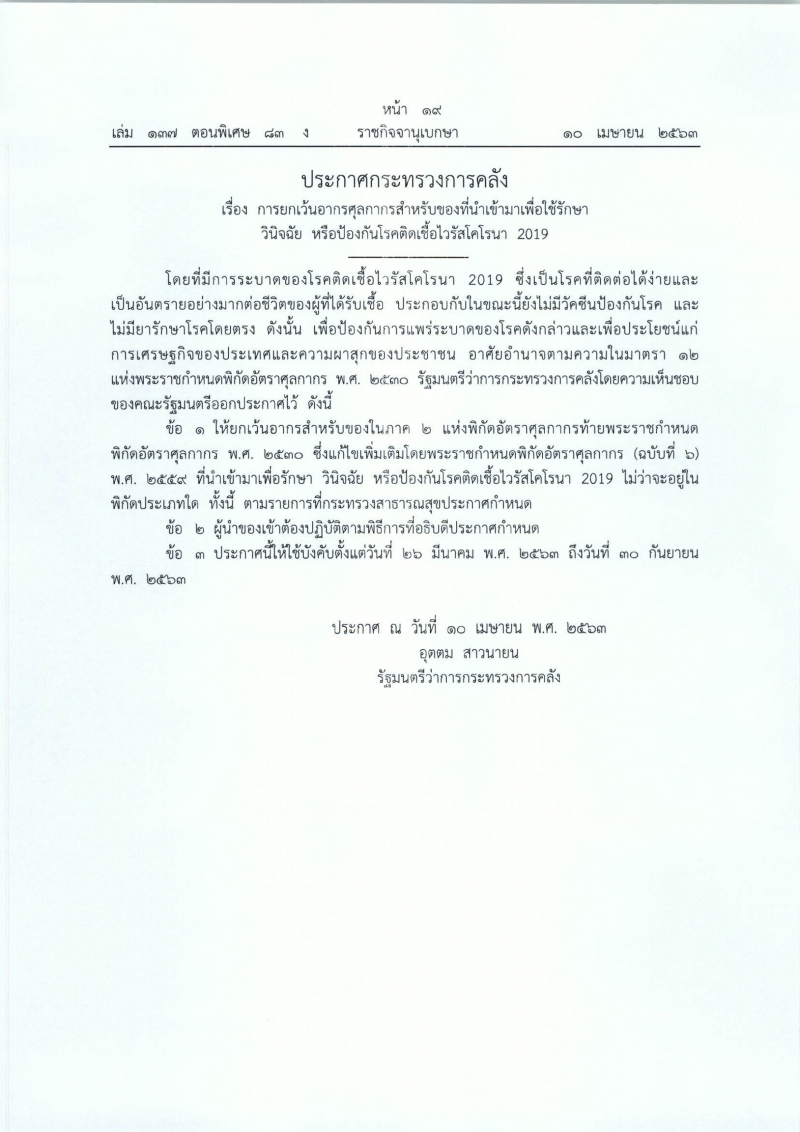 หน้า ๑๙
เล่ม ๑๓๗ ตอนพิเศษ ๘๓ ง ราชกิจจานุเบกษา ๑๐ เมษายน ๒๕๖๓
ประกาศกระทรวงการคลัง
เรื่อง การยกเว้นอากรศุลกากรสำหรับของที่นำเข้ามาเพื่อใช้รักษา
วินิจฉัย หรือป้องกันโรคติดเชื้อไวรัสโคโรนา 2019
โดยที่มีการระบาดของโรคติดเชื้อไวรัสโคโรนา 2019 ซึ่งเป็นโรคที่ติดต่อได้ง่ายและ
เป็นอันตรายอย่างมากต่อชีวิตของผู้ที่ได้รับเชื้อ ประกอบกับในขณะนี้ยังไม่มีวัคซีนป้องกันโรค และ
ไม่มียารักษาโรคโดยตรง ดังนั้น เพื่อป้องกันการแพร่ระบาดของโรคดังกล่าวและเพื่อประโยชน์แก่
การเศรษฐกิจของประเทศและความผาสุกของประชาชน อาศัยอำนาจตามความในมาตรา ๑๒
แห่งพระราชกำหนดพิกัดอัตราศุลกากร พ.ศ. ๒๕๓๐ รัฐมนตรีว่าการกระทรวงการคลังโดยความเห็นชอบ
ของคณะรัฐมนตรีออกประกาศไว้ ดังนี้
ข้อ ๑ ให้ยกเว้นอากรสำหรับของในภาค ๒ แห่งพิกัดอัตราศุลกากรท้ายพระราชกำหนด
พิกัดอัตราศุลกากร พ.ศ. ๒๕๓๐ ซึ่งแก้ไขเพิ่มเติมโดยพระราชกำหนดพิกัดอัตราศุลกากร (ฉบับที่ ๖)
พ.ศ. ๒๕๕๙ ที่นำเข้ามาเพื่อรักษา วินิจฉัย หรือป้องกันโรคติดเชื้อไวรัสโคโรนา 2019 ไม่ว่าจะอยู่ใน
พิกัดประเภทใด ทั้งนี้ ตามรายการที่กระทรวงสาธารณสุขประกาศกำหนด
ข้อ ๒ ผู้นำของเข้าต้องปฏิบัติตามพิธีการที่อธิบดีประกาศกำหนด
ข้อ ๓ ประกาศนี้ให้ใช้บังคับตั้งแต่วันที่ ๒๖ มีนาคม พ.ศ. ๒๕๖๓ ถึงวันที่ ๓๐ กันยายน
พ.ศ. ๒๕๖๓
ประกาศ ณ วันที่ ๑๐ เมษายน พ.ศ. ๒๕๖๓
อุตตม สาวนายน
รัฐมนตรีว่าการกระทรวงการคลัง